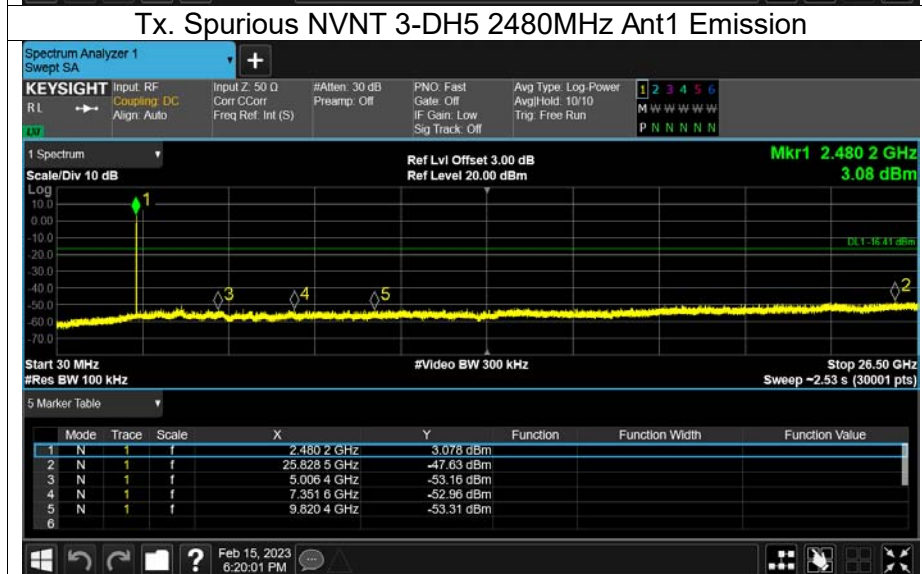 Tx. Spurious NVNT 3-DH5 2480MHz Ant1 Emission
Spectrum Analyzer 1
Swept SA
+
KEYSIGHT Input: RF Input Z: 50 Ω #Atten: 30 dB PNO: Fast Avg Type: Log-Power 1 2 3 4 5 6
RL Coupling: DC Corr CCorr Preamp: Off Gate: Off Avg|Hold: 10/10 M W W W W W
Align: Auto Freq Ref: Int (S) IF Gain: Low Trig: Free Run
LXI Sig Track: Off P N N N N N
1 Spectrum Ref Lvl Offset 3.00 dB Mkr1 2.480 2 GHz
Scale/Div 10 dB Ref Level 20.00 dBm 3.08 dBm
Log
10.0 1
0.00
-10.0 DL1 -16.41 dBm
-20.0
-30.0
-40.0 3 4 5 2
-50.0
-60.0
-70.0
Start 30 MHz #Video BW 300 kHz Stop 26.50 GHz
#Res BW 100 kHz Sweep ~2.53 s (30001 pts)
5 Marker Table
Mode Trace Scale X Y Function Function Width Function Value
1 N 1 f 2.480 2 GHz 3.078 dBm
2 N 1 f 25.828 5 GHz -47.63 dBm
3 N 1 f 5.006 4 GHz -53.16 dBm
4 N 1 f 7.351 6 GHz -52.96 dBm
5 N 1 f 9.820 4 GHz -53.31 dBm
6
? Feb 15, 2023
6:20:01 PM